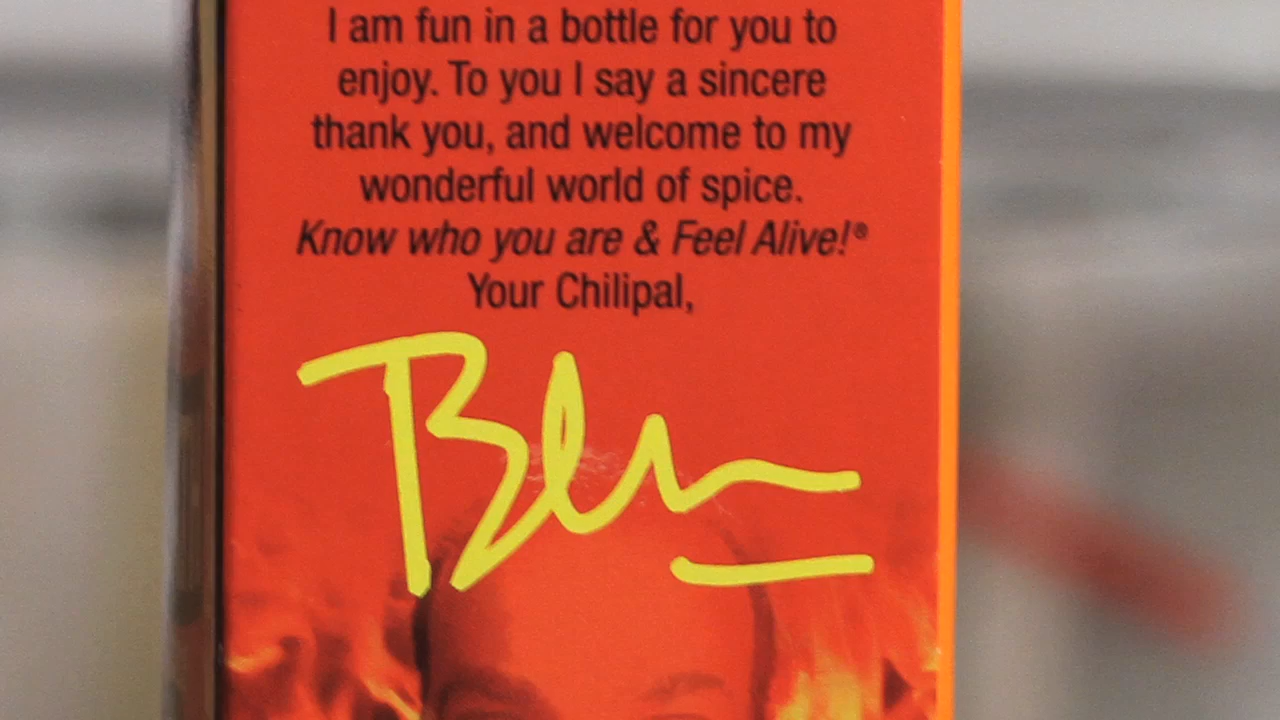 I am fun in a bottle for you to
enjoy. To you I say a sincere
thank you, and welcome to my
wonderful world of spice.
Know who you are & Feel Alive!®
Your Chilipal,
Ben